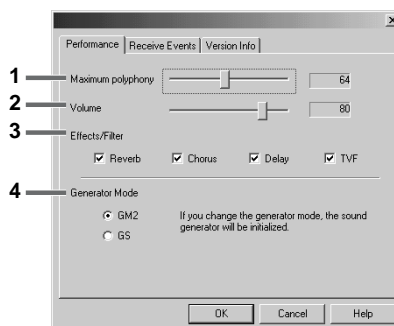 Performance Receive Events Version Info
1 Maximum polyphony 64
2 Volume 80
3 Effects/Filter
Reverb Chorus Delay TVF
4 Generator Mode
GM2 If you change the generator mode, the sound
generator will be initialized.
GS
OK Cancel Help